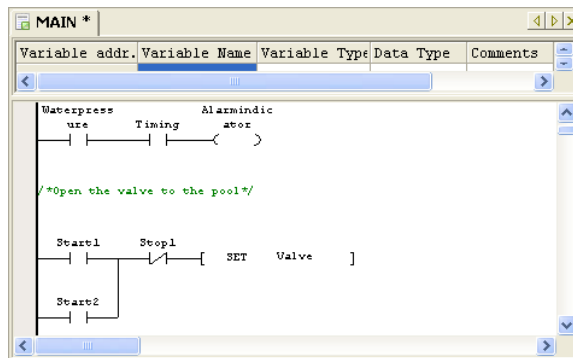 MAIN *
Variable addr. Variable Name Variable Type Data Type Comments
Waterpress
ure
Timing
Alarmindic
ator
/*Open the valve to the pool*/
Start1
Stop1
[ SET Valve ]
Start2